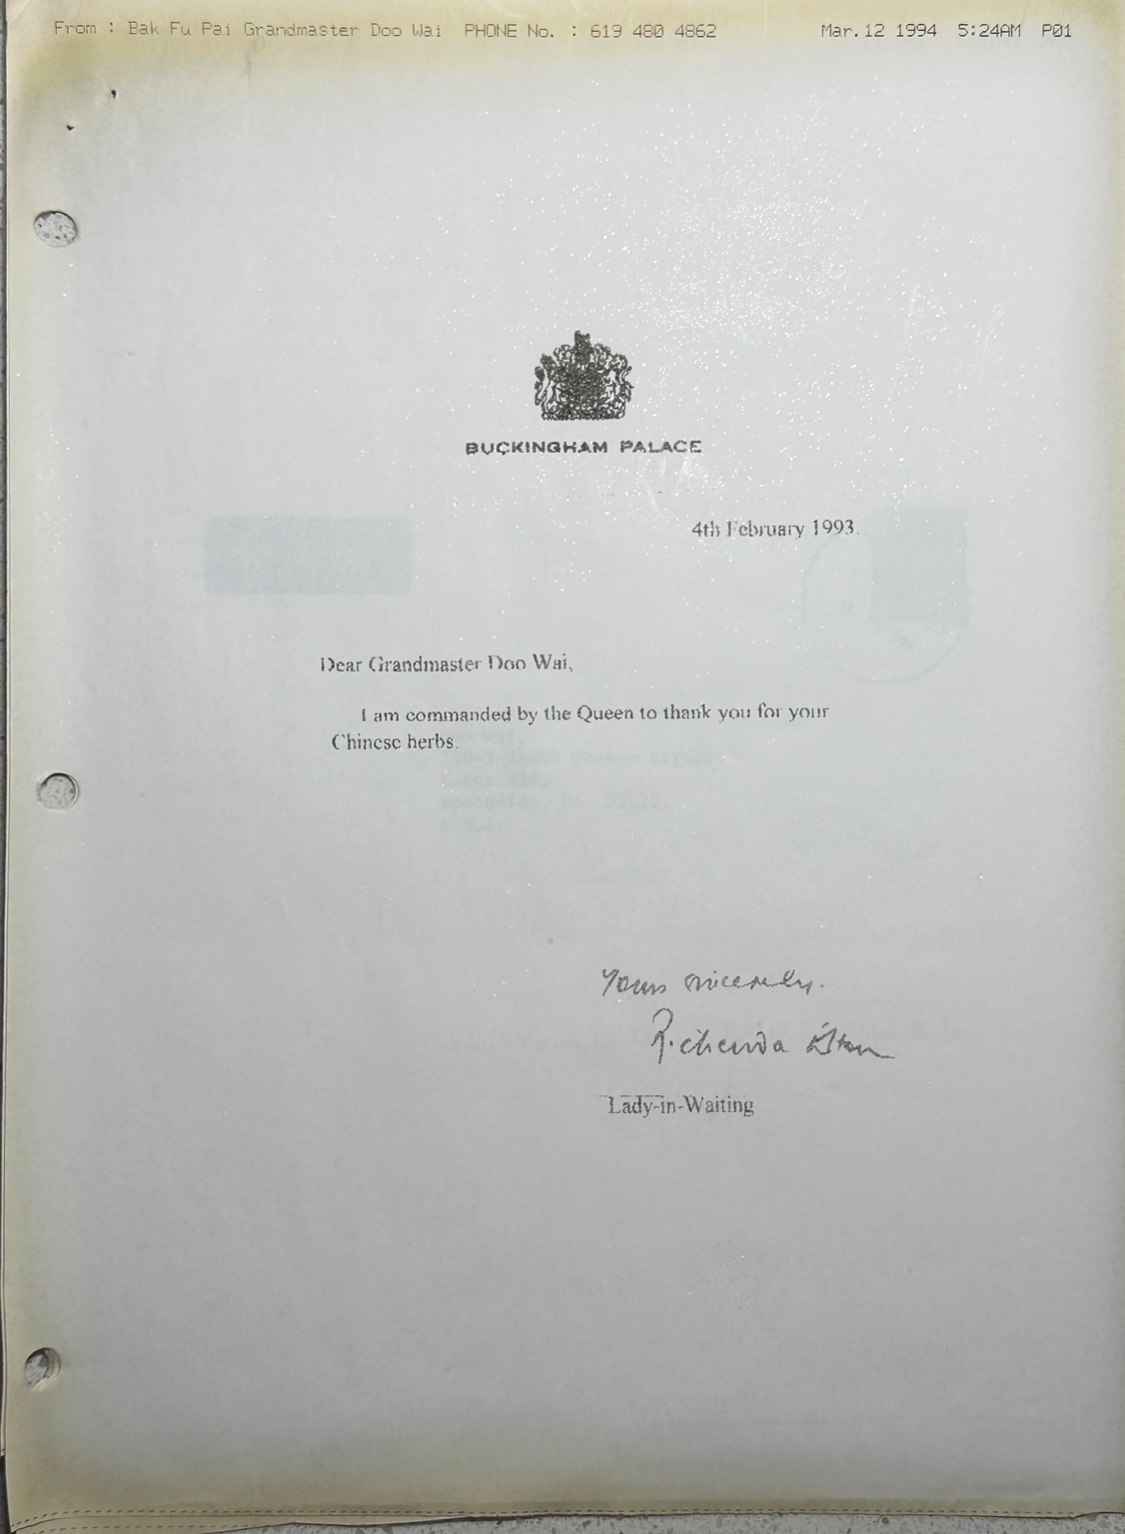 From : Bak Fu Pai Grandmaster Doo Wai PHONE No. : 619 480 4862 Mar.12 1994 5:24AM P01
BUCKINGHAM PALACE
4th February 1993.
Dear Grandmaster Doo Wai,
I am commanded by the Queen to thank you for your
Chinese herbs.
Yours sincerely.
Richenda Elton
Lady-in-Waiting